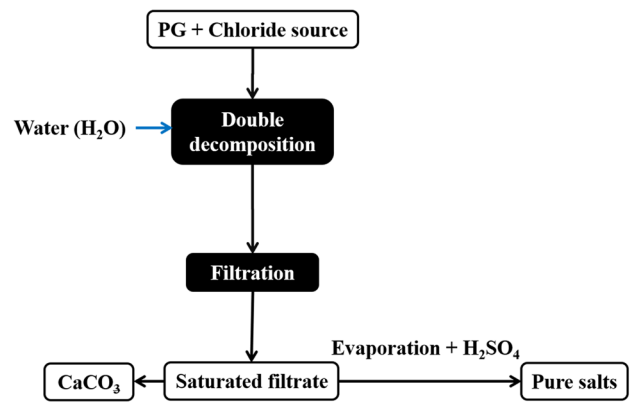 PG + Chloride source
Water (H₂O)
Double
decomposition
Filtration
Evaporation + H₂SO₄
CaCO₃
Saturated filtrate
Pure salts